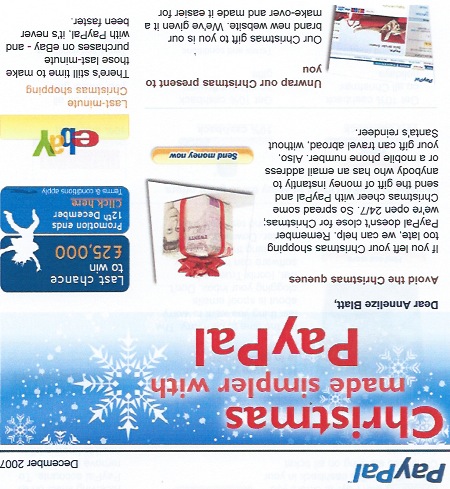 PayPal
December 2007
Christmas
made simpler with
PayPal
Dear Annelize Blatt,
Avoid the Christmas queues
If you left your Christmas shopping
too late, we can help. Remember
PayPal doesn't close for Christmas;
we're open 24/7. So spread some
Christmas cheer with PayPal and
send the gift of money instantly to
anybody who has an email address
or a mobile phone number. Also,
your gift can travel abroad, without
Santa's reindeer.
Send money now
Last chance
to win
£25,000
Promotion ends
12th December
Click here
Terms & conditions apply
ebaY
Last-minute
Christmas shopping
There's still time to make
those last-minute
purchases on eBay - and
with PayPal, it's never
been faster.
PayPal
Unwrap our Christmas present to
you
Our Christmas gift to you is our
brand new website. We've given it a
make-over and made it easier for